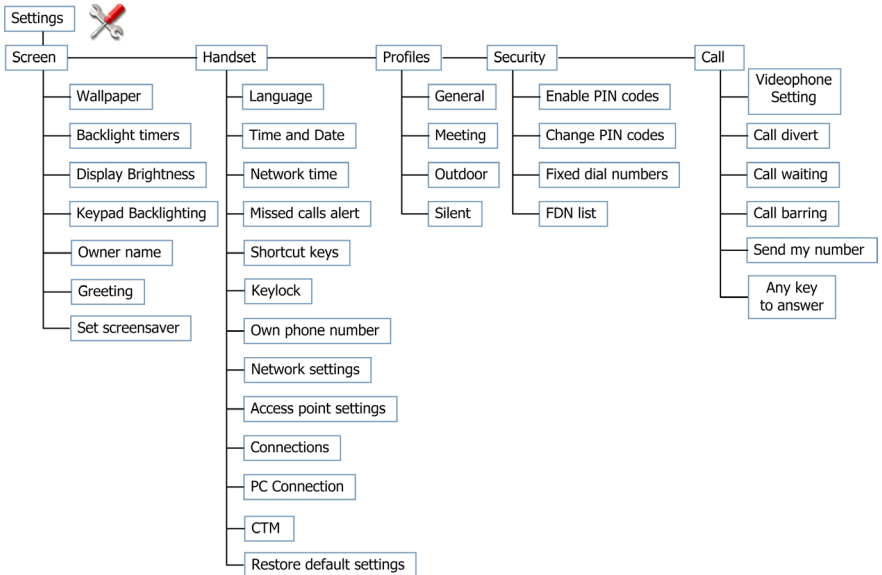 Settings
Screen
Handset
Profiles
Security
Call
Wallpaper
Backlight timers
Display Brightness
Keypad Backlighting
Owner name
Greeting
Set screensaver
Language
Time and Date
Network time
Missed calls alert
Shortcut keys
Keylock
Own phone number
Network settings
Access point settings
Connections
PC Connection
CTM
Restore default settings
General
Meeting
Outdoor
Silent
Enable PIN codes
Change PIN codes
Fixed dial numbers
FDN list
Videophone
Setting
Call divert
Call waiting
Call barring
Send my number
Any key
to answer